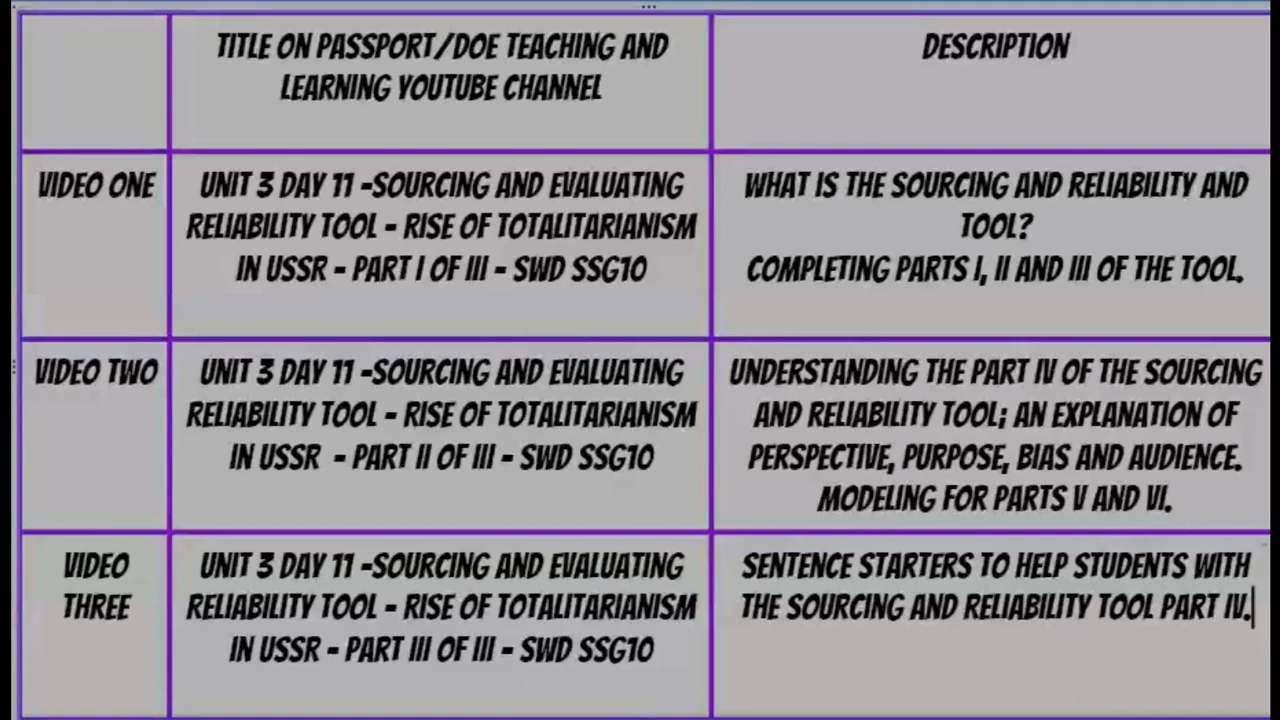 TITLE ON PASSPORT/DOE TEACHING AND
LEARNING YOUTUBE CHANNEL
DESCRIPTION
VIDEO ONE
UNIT 3 DAY 11 -SOURCING AND EVALUATING
RELIABILITY TOOL - RISE OF TOTALITARIANISM
IN USSR - PART I OF III - SWD SSG10
WHAT IS THE SOURCING AND RELIABILITY AND
TOOL?
COMPLETING PARTS I, II AND III OF THE TOOL.
VIDEO TWO
UNIT 3 DAY 11 -SOURCING AND EVALUATING
RELIABILITY TOOL - RISE OF TOTALITARIANISM
IN USSR - PART II OF III - SWD SSG10
UNDERSTANDING THE PART IV OF THE SOURCING
AND RELIABILITY TOOL; AN EXPLANATION OF
PERSPECTIVE, PURPOSE, BIAS AND AUDIENCE.
MODELING FOR PARTS V AND VI.
VIDEO
THREE
UNIT 3 DAY 11 -SOURCING AND EVALUATING
RELIABILITY TOOL - RISE OF TOTALITARIANISM
IN USSR - PART III OF III - SWD SSG10
SENTENCE STARTERS TO HELP STUDENTS WITH
THE SOURCING AND RELIABILITY TOOL PART IV.